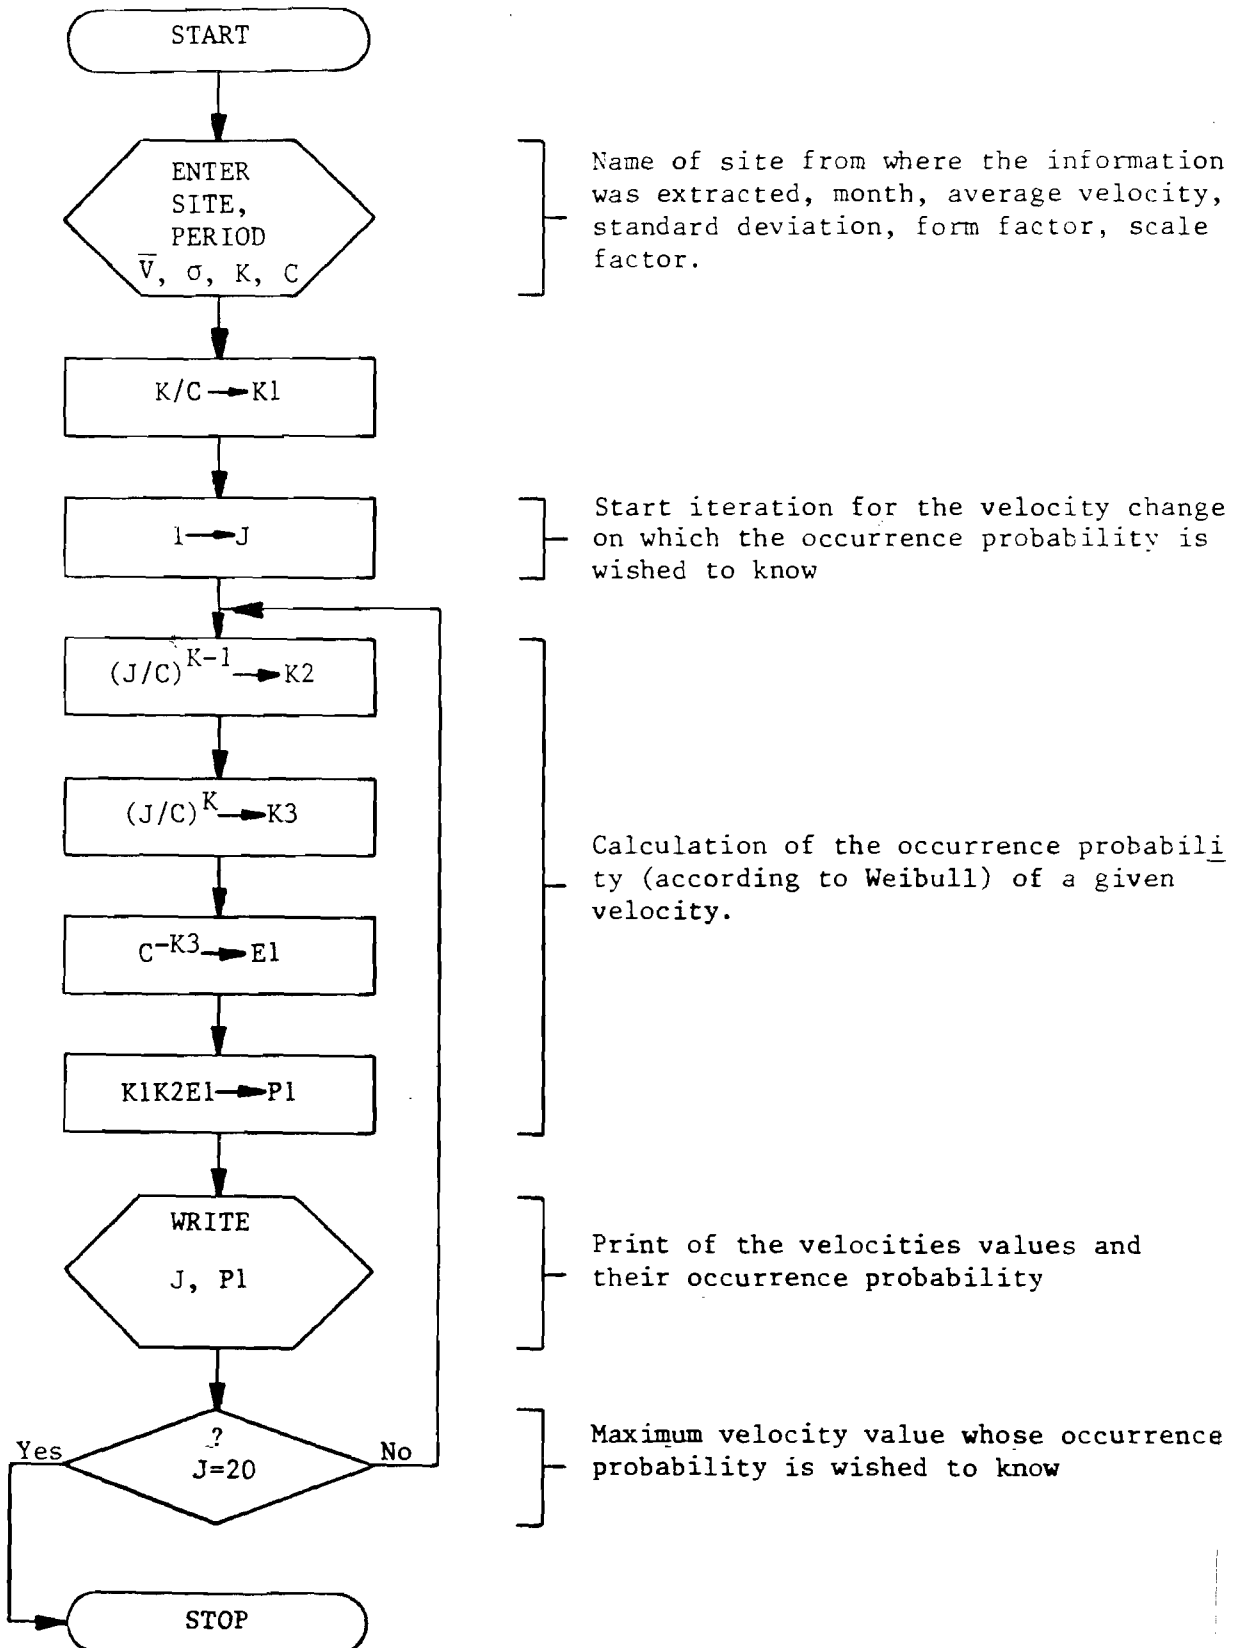 START
ENTER
SITE,
PERIOD
V̅, σ, K, C
Name of site from where the information
was extracted, month, average velocity,
standard deviation, form factor, scale
factor.
K/C→K1
1→J
Start iteration for the velocity change
on which the occurrence probability is
wished to know
(J/C)^K-1→K2
(J/C)^K→K3
C^-K3→E1
K1K2E1→P1
Calculation of the occurrence probabili
ty (according to Weibull) of a given
velocity.
WRITE
J, P1
Print of the velocities values and
their occurrence probability
?
J=20
Yes
No
Maximum velocity value whose occurrence
probability is wished to know
STOP